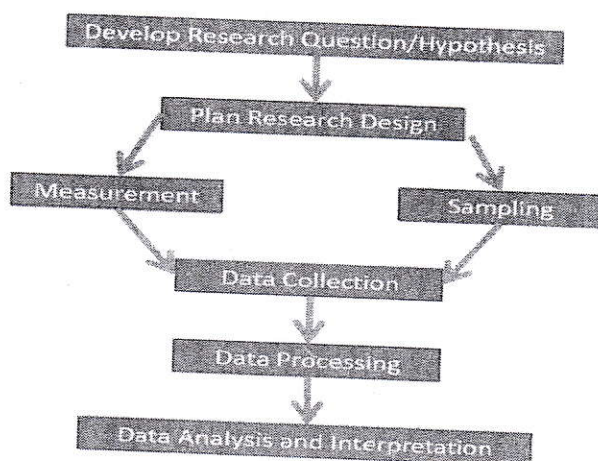 Develop Research Question/Hypothesis
Plan Research Design
Measurement
Sampling
Data Collection
Data Processing
Data Analysis and Interpretation